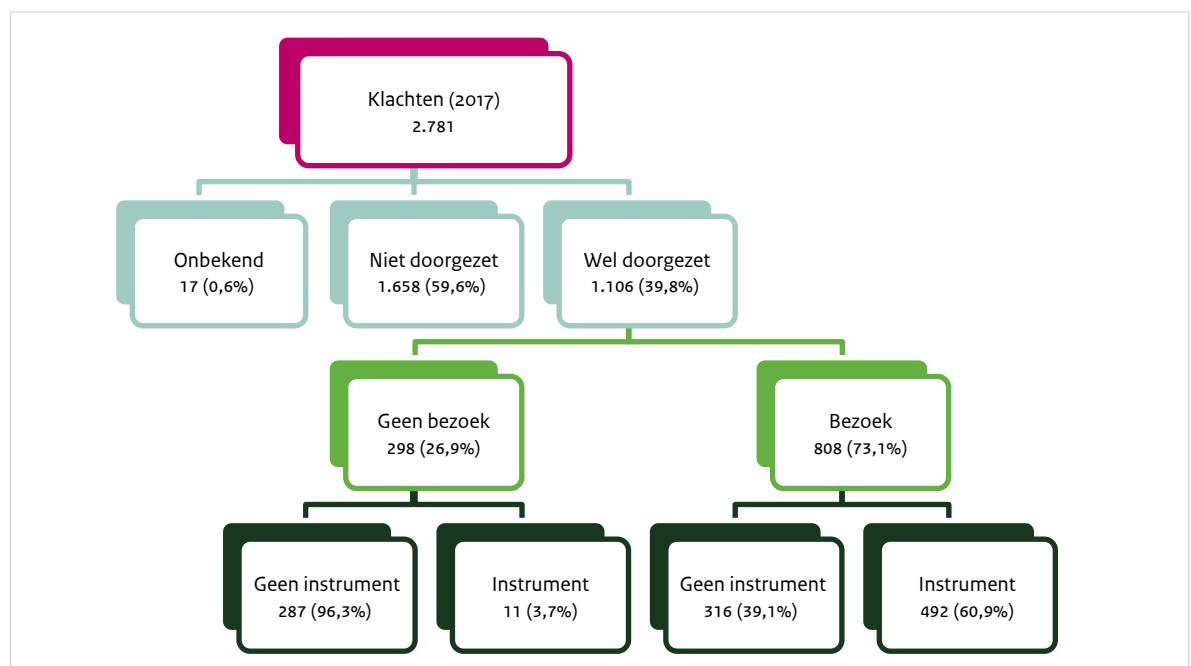 Klachten (2017)
2.781
Onbekend
17 (0,6%)
Niet doorgezet
1.658 (59,6%)
Wel doorgezet
1.106 (39,8%)
Geen bezoek
298 (26,9%)
Bezoek
808 (73,1%)
Geen instrument
287 (96,3%)
Instrument
11 (3,7%)
Geen instrument
316 (39,1%)
Instrument
492 (60,9%)